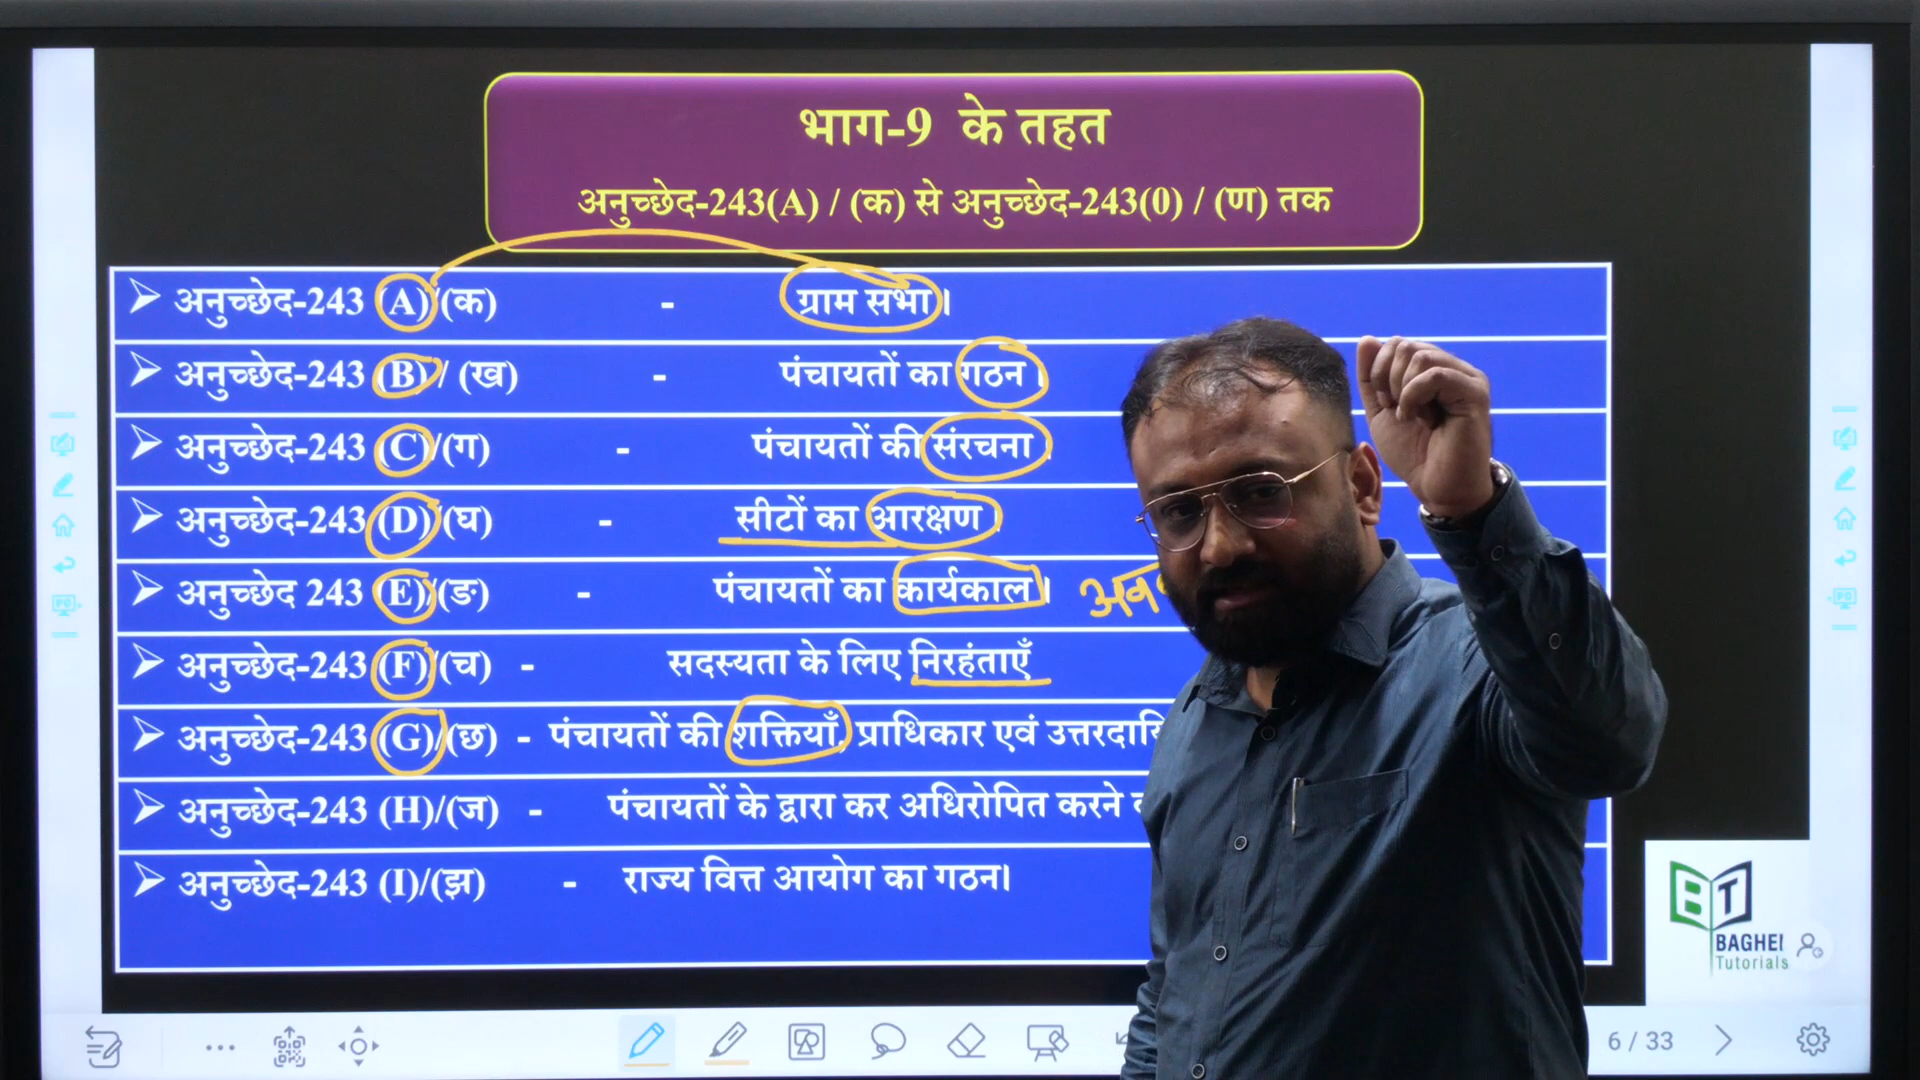 भाग-9 के तहत
अनुच्छेद-243(A) / (क) से अनुच्छेद-243(0) / (ण) तक
अनुच्छेद-243 (A)/(क) - ग्राम सभा।
अनुच्छेद-243 (B) / (ख) - पंचायतों का गठन।
अनुच्छेद-243 (C)/(ग) - पंचायतों की संरचना।
अनुच्छेद-243 (D)/(घ) - सीटों का आरक्षण।
अनुच्छेद 243 (E)/(ङ) - पंचायतों का कार्यकाल।
अनुच्छेद-243 (F)/(च) - सदस्यता के लिए निरहंताएँ
अनुच्छेद-243 (G)/(छ) - पंचायतों की शक्तियाँ, प्राधिकार एवं
अनुच्छेद-243 (H)/(ज) - पंचायतों के द्वारा कर अधिरोपित करने
अनुच्छेद-243 (I)/(झ) - राज्य वित्त आयोग का गठन।
BT
BAGHEL
Tutorials
6 / 33